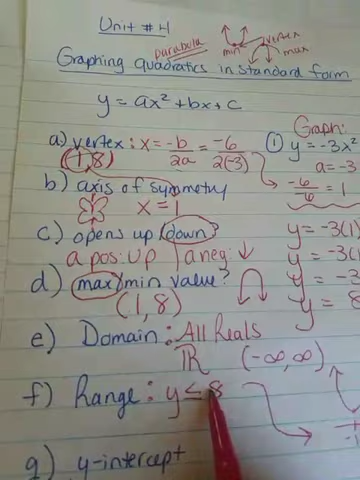 Unit #4
parabola
min
vertex
max
Graphing quadratics in standard form
y = ax² + bx + c
Graph:
a) vertex: x = -b/2a = -6/2(-3)
(1,8)
① y = -3x²
a = -3
b) axis of symmetry
x = 1
-6/-6 = 1
c) opens up/down?
y = -3(1)
a pos: up | a neg: ↓
y = -3(1)
d) max/min value?
y = -3
(1,8)
y = 8
e) Domain: All Reals
ℝ (-∞,∞)
f) Range: y ≤ 8
g) y-intercept